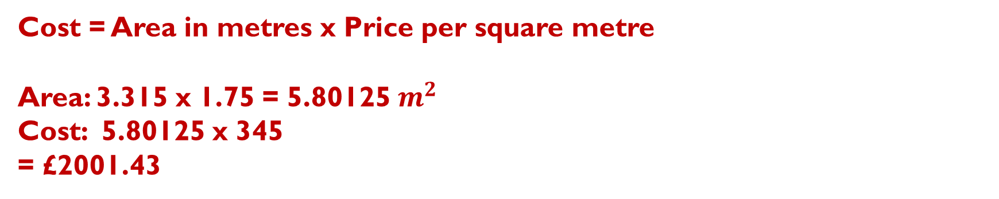 Cost = Area in metres x Price per square metre
Area: 3.315 x 1.75 = 5.80125 m²
Cost: 5.80125 x 345
= £2001.43